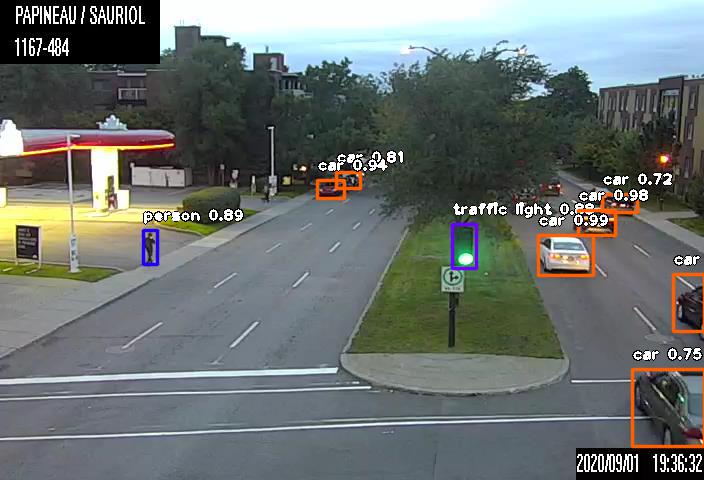 PAPINEAU / SAURIOL
1167-484
car 0.81
car 0.94
car 0.72
car 0.98
person 0.89
traffic light 0.88
car 0.99
car
car 0.75
2020/09/01 19:36:32